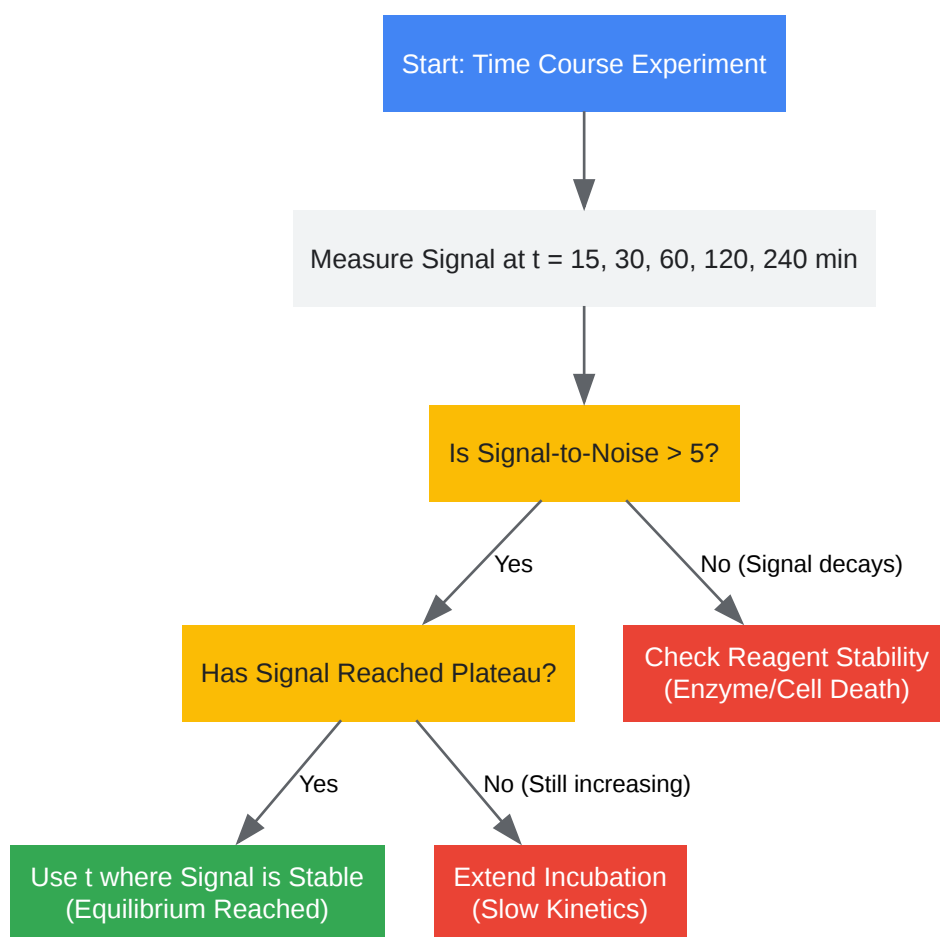 Start: Time Course Experiment
Measure Signal at t = 15, 30, 60, 120, 240 min
Is Signal-to-Noise > 5?
Yes
No (Signal decays)
Has Signal Reached Plateau?
Check Reagent Stability
(Enzyme/Cell Death)
Yes
No (Still increasing)
Use t where Signal is Stable
(Equilibrium Reached)
Extend Incubation
(Slow Kinetics)